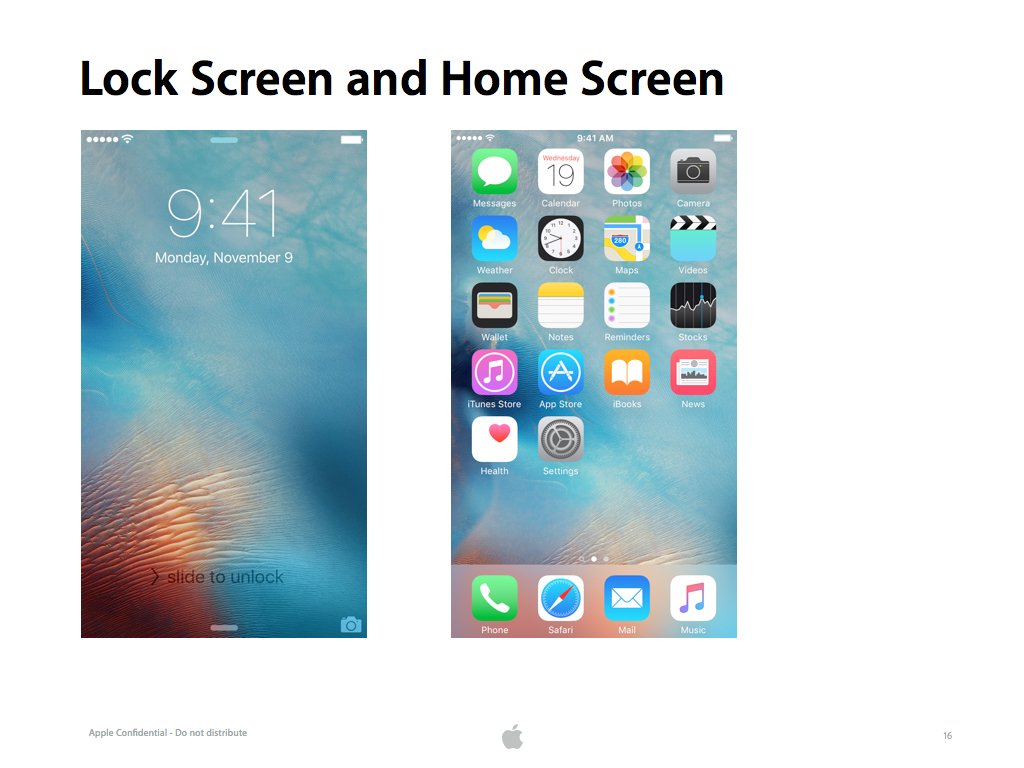 Lock Screen and Home Screen
9:41
Monday, November 9
slide to unlock
9:41 AM
Wednesday
19
280
Messages Calendar Photos Camera
Weather Clock Maps Videos
Wallet Notes Reminders Stocks
iTunes Store App Store iBooks News
Health Settings
Phone Safari Mail Music
Apple Confidential - Do not distribute
16